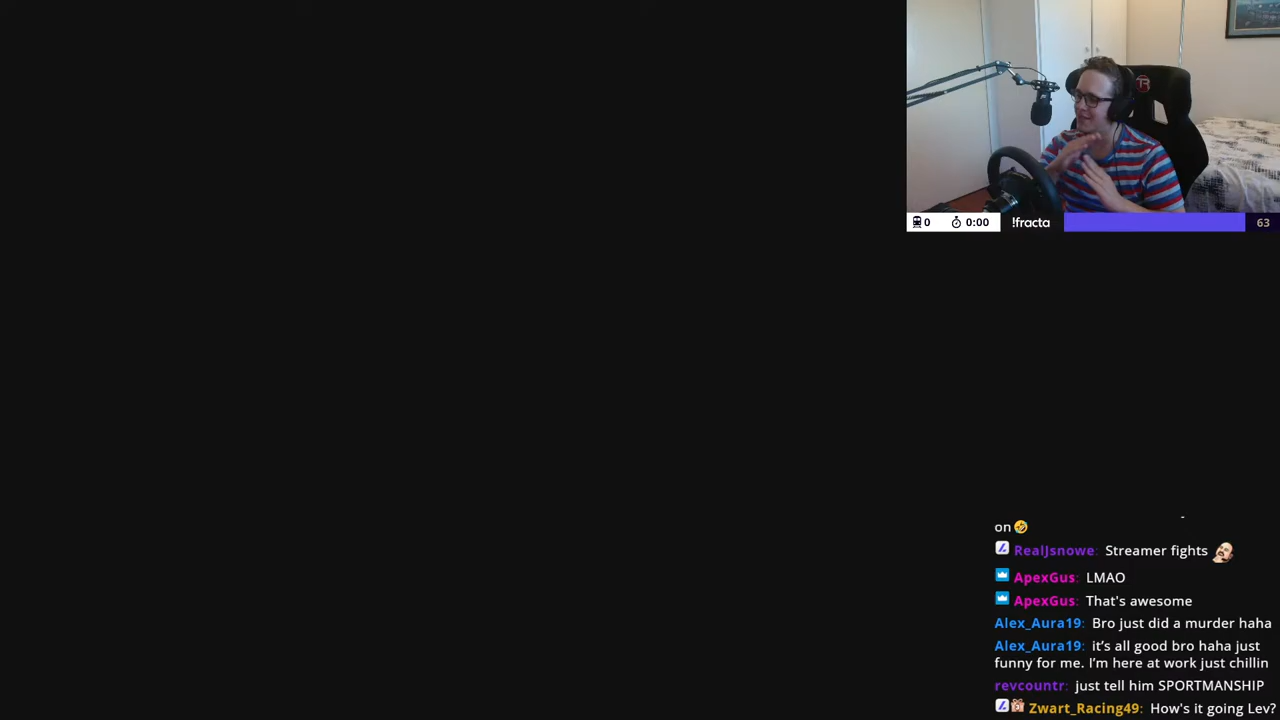 0 0:00 !fracta 63
on🤣
RealJsnowe: Streamer fights
ApexGus: LMAO
ApexGus: That's awesome
Alex_Aura19: Bro just did a murder haha
Alex_Aura19: it’s all good bro haha just
funny for me. I’m here at work just chillin
revcountr: just tell him SPORTMANSHIP
Zwart_Racing49: How's it going Lev?